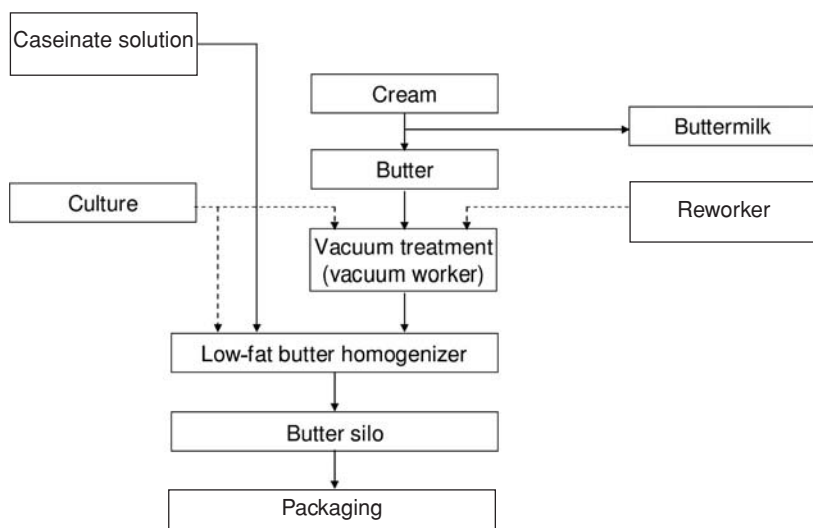 Caseinate solution
Cream
Buttermilk
Butter
Culture
Reworker
Vacuum treatment
(vacuum worker)
Low-fat butter homogenizer
Butter silo
Packaging